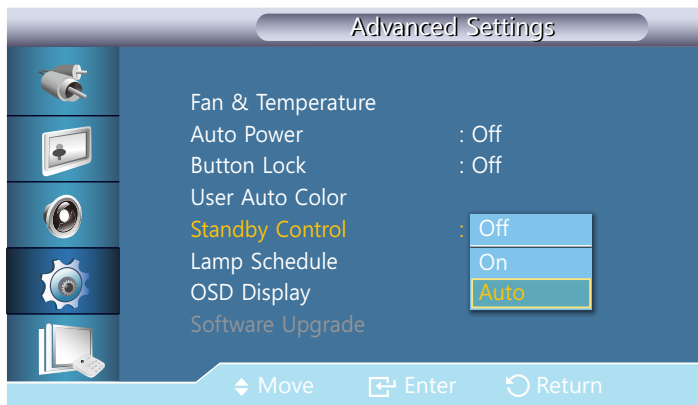 Advanced Settings
Fan & Temperature
Auto Power : Off
Button Lock : Off
User Auto Color
Standby Control : Off
Lamp Schedule On
OSD Display Auto
Software Upgrade
Move Enter Return